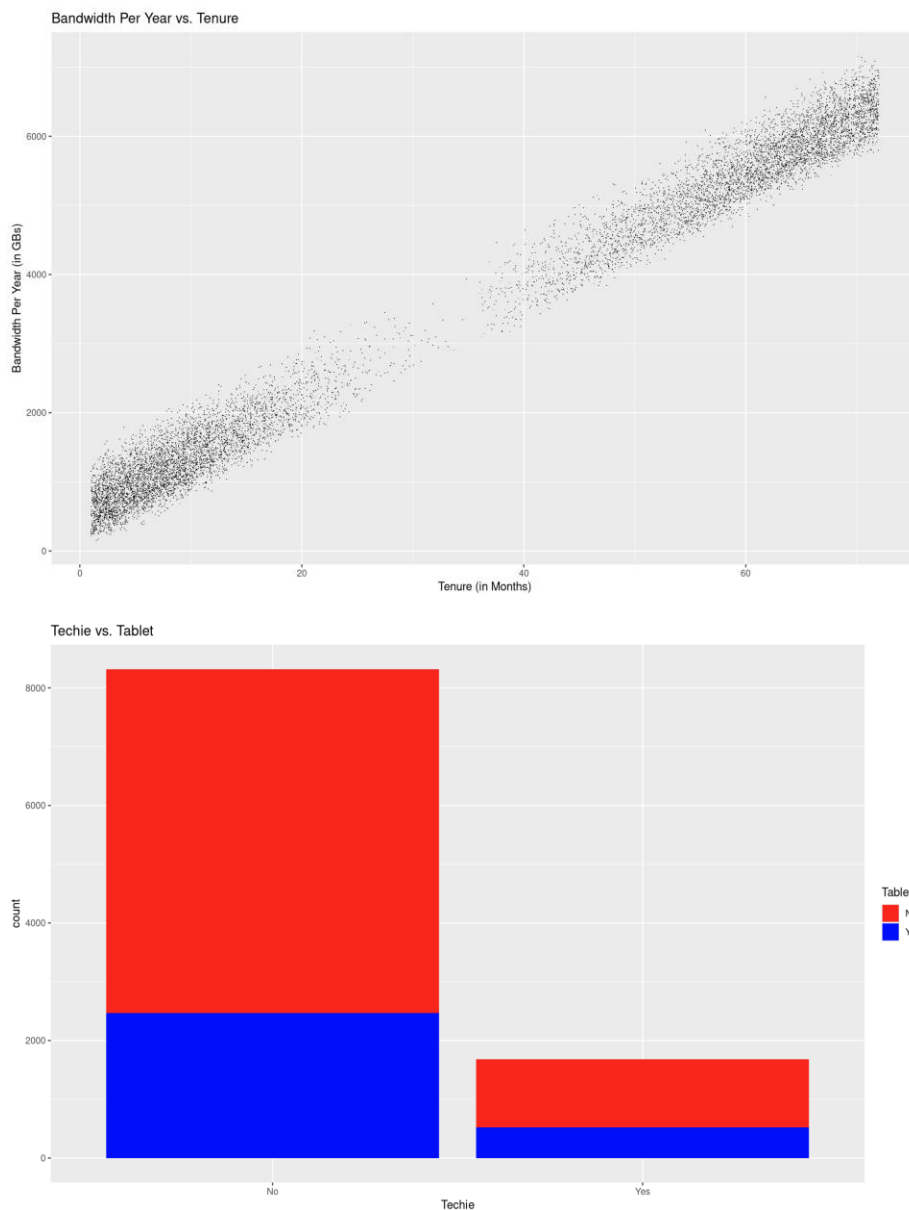 Bandwidth Per Year vs. Tenure
Bandwidth Per Year (in GBs)
6000
4000
2000
0
0 20 40 60
Tenure (in Months)
Techie vs. Tablet
count
8000
6000
4000
2000
0
No Yes
Techie
Tablet
N
Y